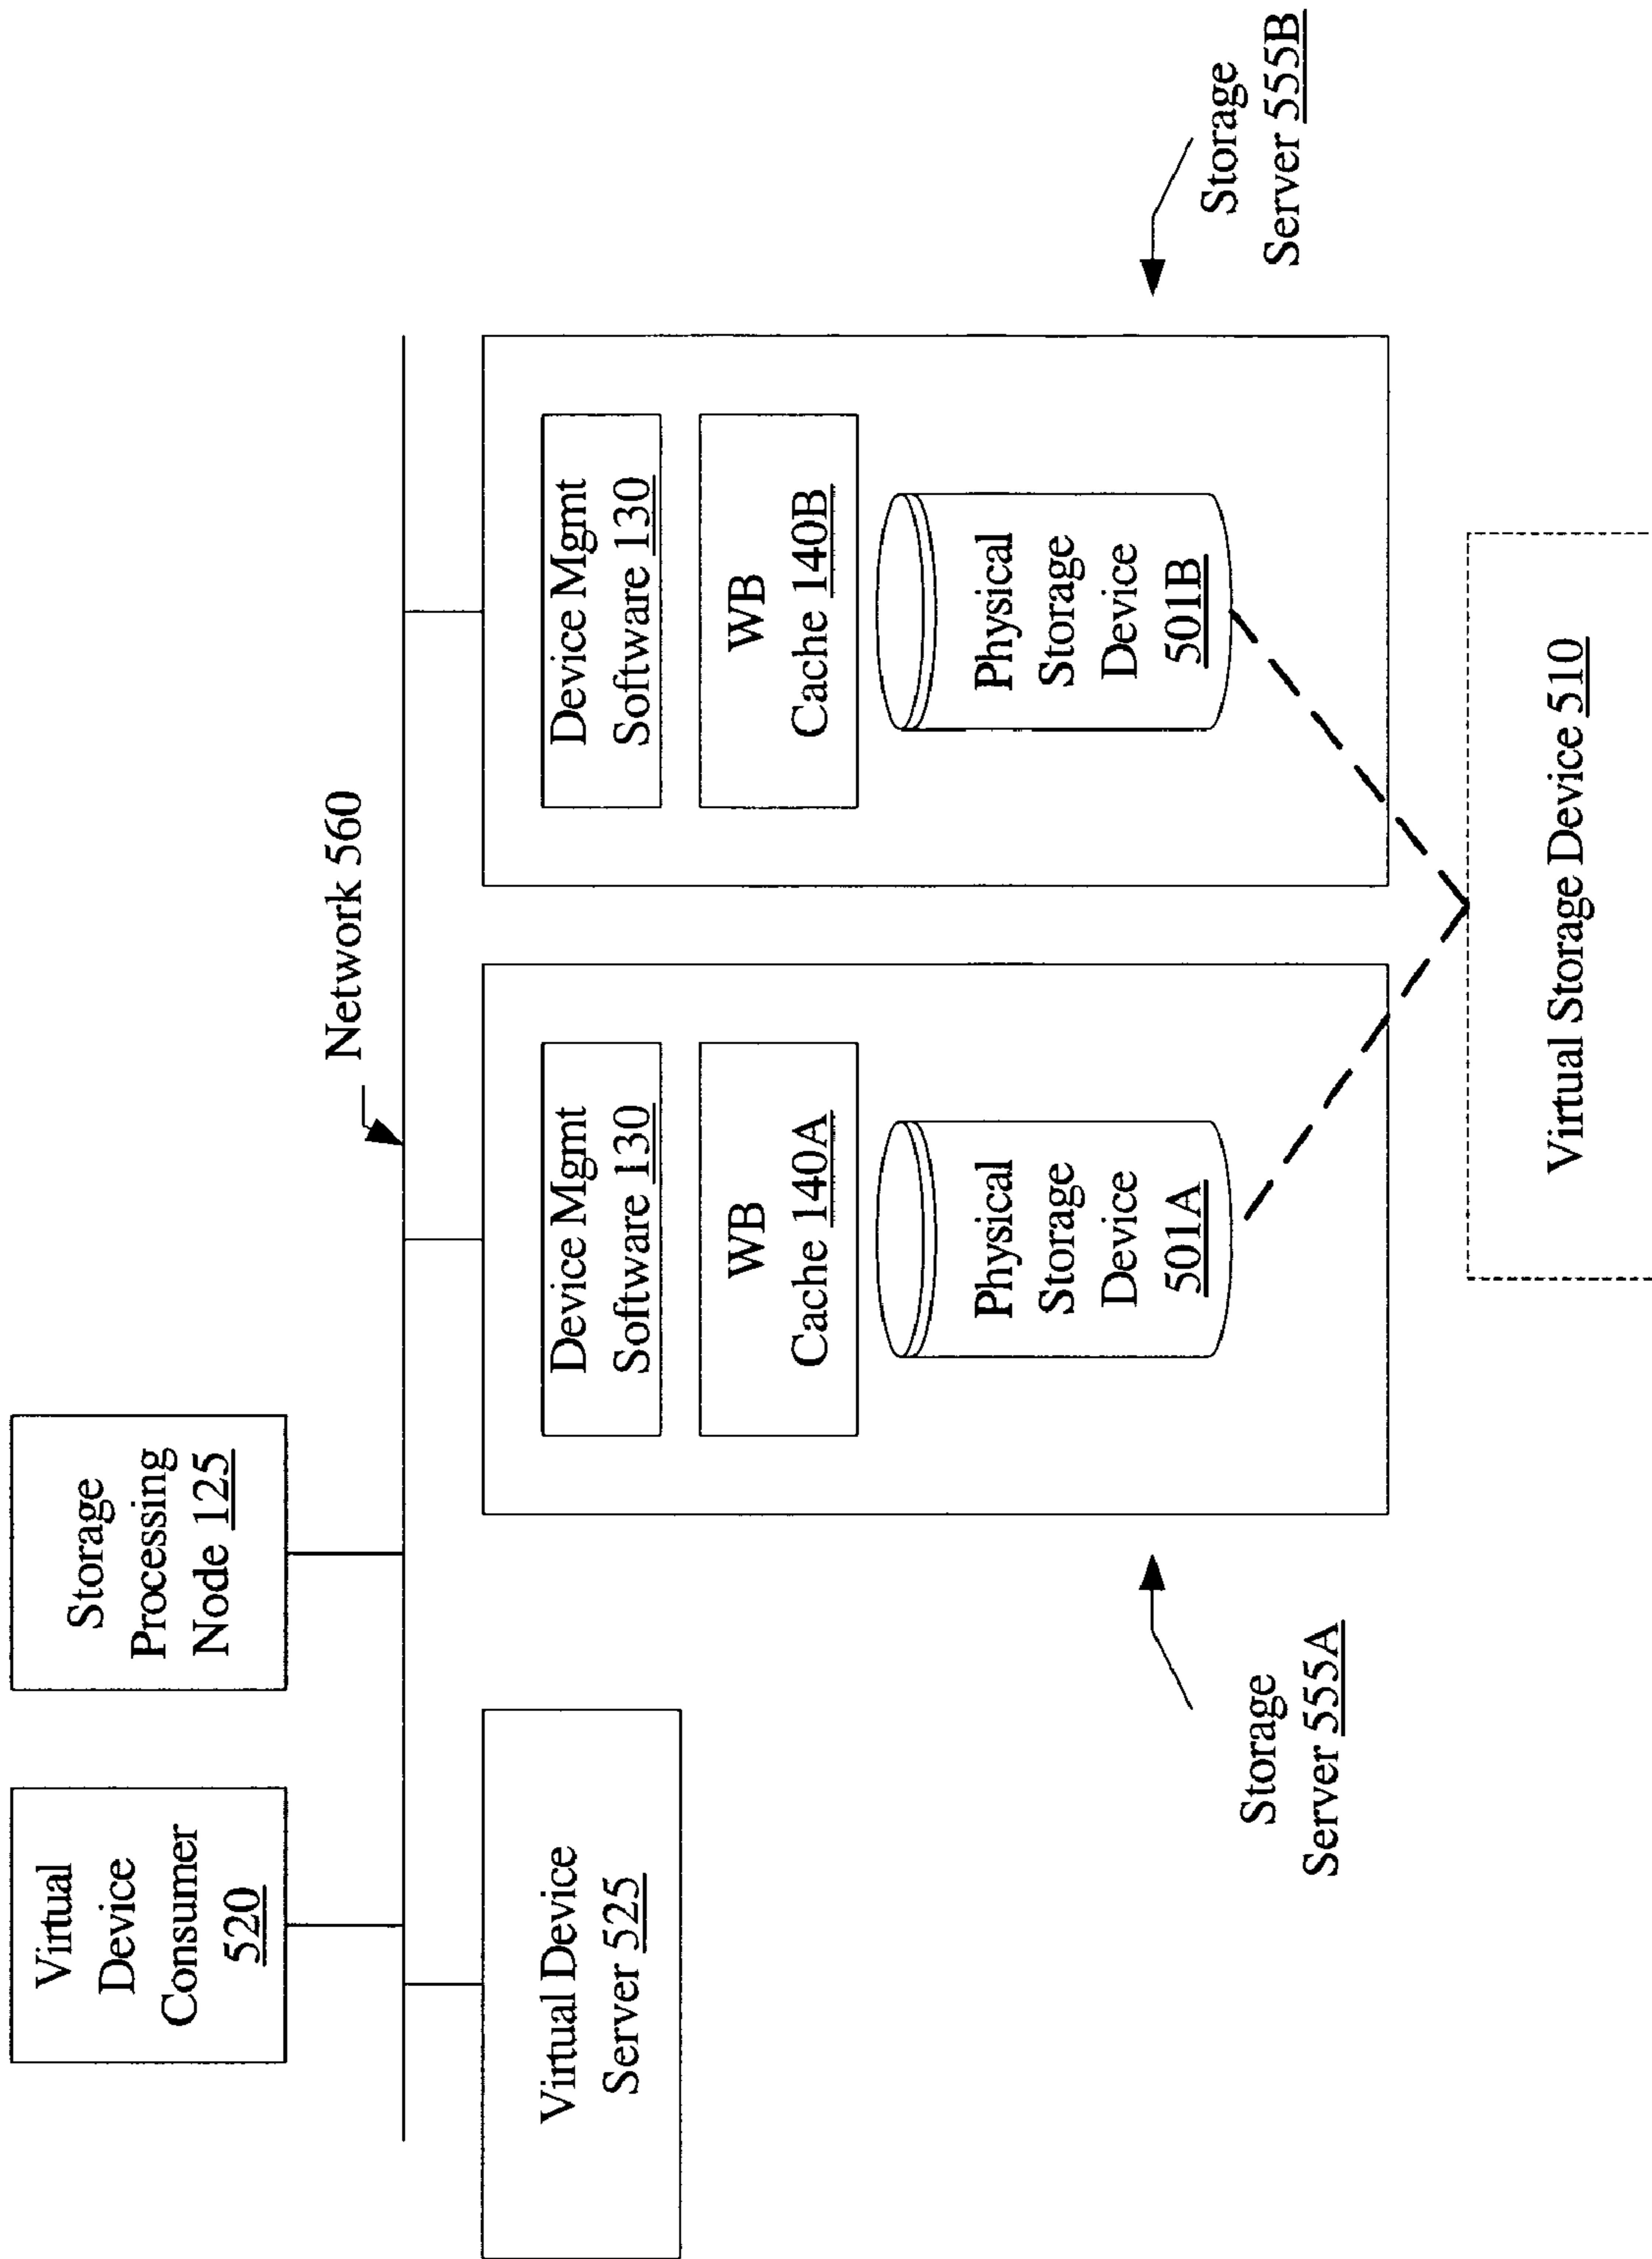 Virtual
Device
Consumer
520
Storage
Processing
Node 125
Network 560
Virtual Device
Server 525
Device Mgmt
Software 130
WB
Cache 140A
Physical
Storage
Device
501A
Device Mgmt
Software 130
WB
Cache 140B
Physical
Storage
Device
501B
Storage
Server 555A
Storage
Server 555B
Virtual Storage Device 510